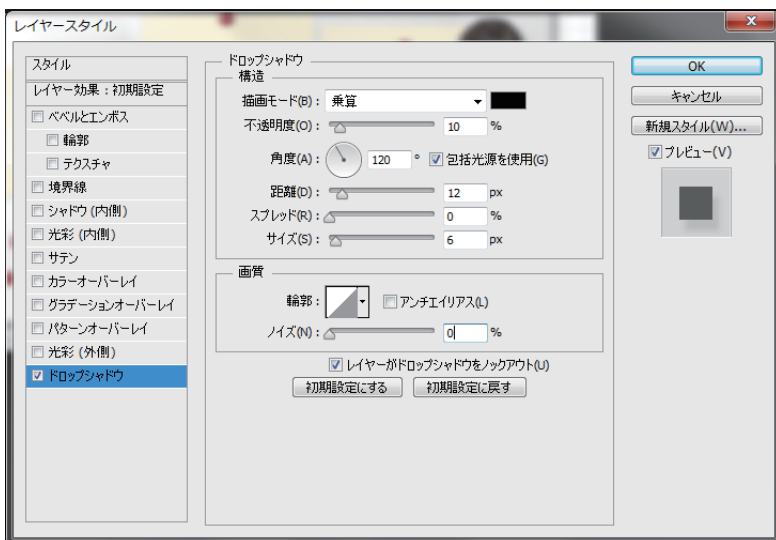 レイヤースタイル
スタイル
レイヤー効果：初期設定
ベベルとエンボス
輪郭
テクスチャ
境界線
シャドウ (内側)
光彩 (内側)
サテン
カラーオーバーレイ
グラデーションオーバーレイ
パターンオーバーレイ
光彩 (外側)
ドロップシャドウ
ドロップシャドウ
構造
描画モード(B)： 乗算
不透明度(O)： 10 %
角度(A)： 120 ° 包括光源を使用(G)
距離(D)： 12 px
スプレッド(R)： 0 %
サイズ(S)： 6 px
画質
輪郭： アンチエイリアス(L)
ノイズ(N)： 0 %
レイヤーがドロップシャドウをノックアウト(U)
初期設定にする 初期設定に戻す
OK
キャンセル
新規スタイル(W)...
プレビュー(V)